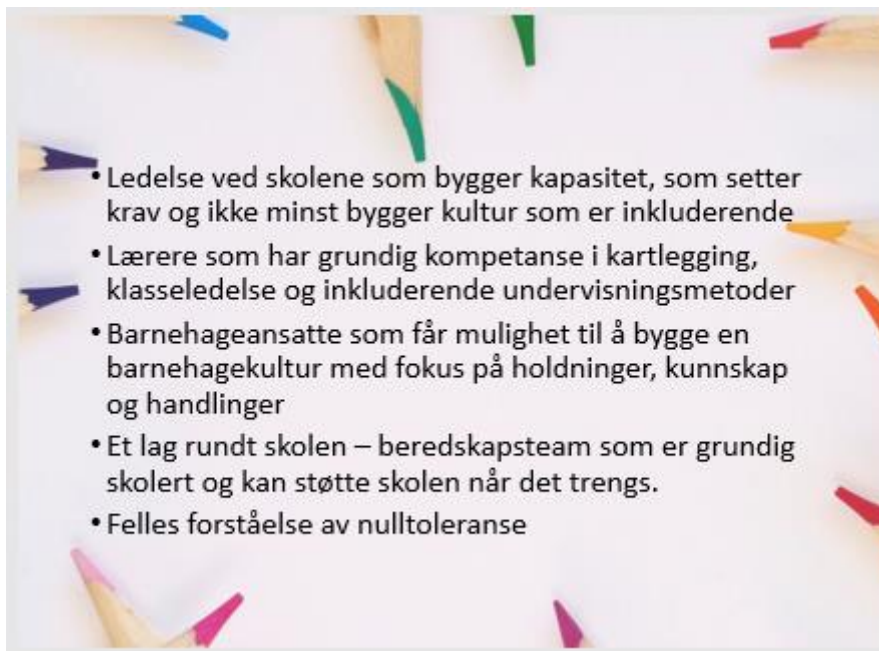 • Ledelse ved skolene som bygger kapasitet, som setter
krav og ikke minst bygger kultur som er inkluderende
• Lærere som har grundig kompetanse i kartlegging,
klasseledelse og inkluderende undervisningsmetoder
• Barnehageansatte som får mulighet til å bygge en
barnehagekultur med fokus på holdninger, kunnskap
og handlinger
• Et lag rundt skolen – beredskapsteam som er grundig
skolert og kan støtte skolen når det trengs.
• Felles forståelse av nulltoleranse